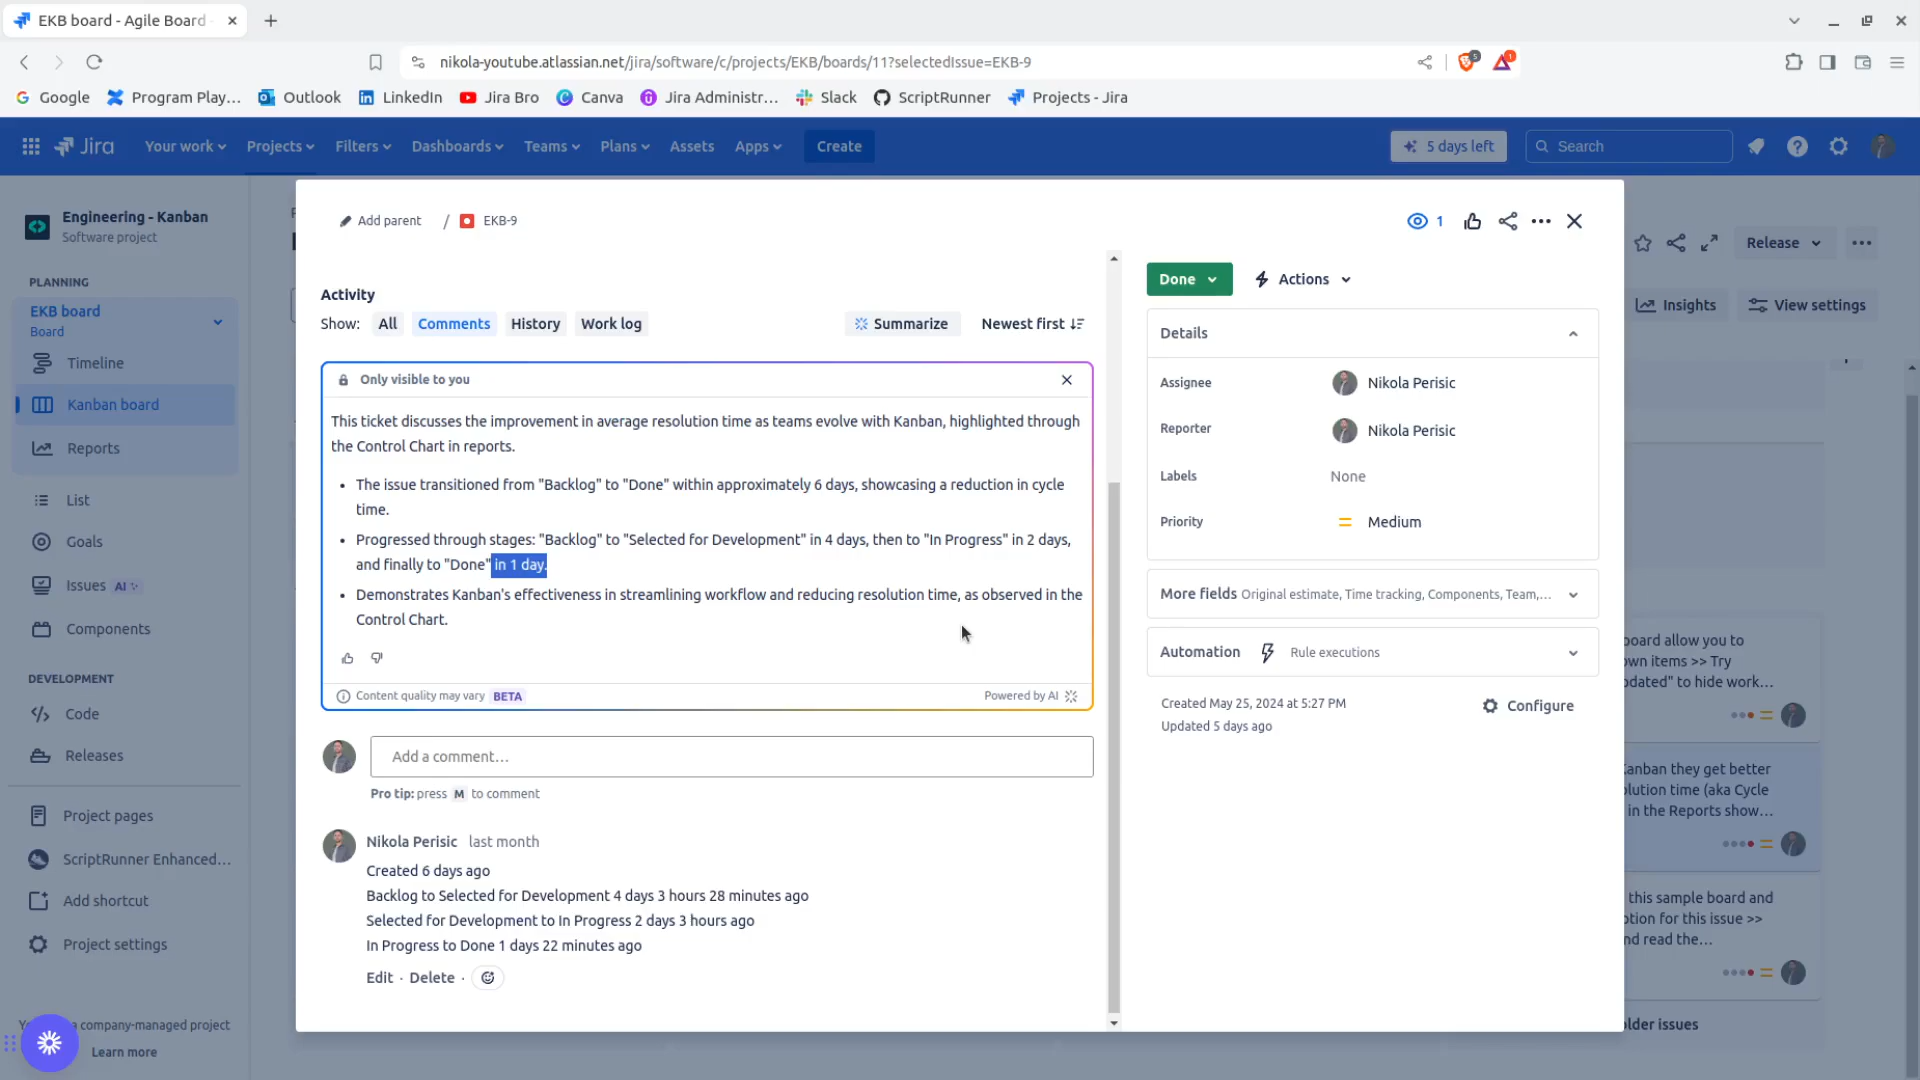 EKB board - Agile Board -
nikola-youtube.atlassian.net/jira/software/c/projects/EKB/boards/11?selectedIssue=EKB-9
5
1
Google
Program Play...
Outlook
LinkedIn
Jira Bro
Canva
Jira Administr...
Slack
ScriptRunner
Projects - Jira
Jira
Your work
Projects
Filters
Dashboards
Teams
Plans
Assets
Apps
Create
5 days left
Search
Engineering - Kanban
Software project
PLANNING
EKB board
Board
Timeline
Kanban board
Reports
List
Goals
Issues AI
Components
DEVELOPMENT
Code
Releases
Project pages
ScriptRunner Enhanced...
Add shortcut
Project settings
a company-managed project
Learn more
Add parent / EKB-9
1
Activity
Show: All Comments History Work log
Summarize
Newest first
Only visible to you
This ticket discusses the improvement in average resolution time as teams evolve with Kanban, highlighted through
the Control Chart in reports.
• The issue transitioned from "Backlog" to "Done" within approximately 6 days, showcasing a reduction in cycle
time.
• Progressed through stages: "Backlog" to "Selected for Development" in 4 days, then to "In Progress" in 2 days,
and finally to "Done" in 1 day.
• Demonstrates Kanban's effectiveness in streamlining workflow and reducing resolution time, as observed in the
Control Chart.
Content quality may vary BETA
Powered by AI
Add a comment...
Pro tip: press M to comment
Nikola Perisic last month
Created 6 days ago
Backlog to Selected for Development 4 days 3 hours 28 minutes ago
Selected for Development to In Progress 2 days 3 hours ago
In Progress to Done 1 days 22 minutes ago
Edit · Delete ·
Done
Actions
Details
Assignee
Nikola Perisic
Reporter
Nikola Perisic
Labels
None
Priority
Medium
More fields Original estimate, Time tracking, Components, Team,...
Automation
Rule executions
Created May 25, 2024 at 5:27 PM
Updated 5 days ago
Configure
Release
Insights
View settings
board allow you to
wn items >> Try
dated" to hide work...
Kanban they get better
olution time (aka Cycle
in the Reports show...
this sample board and
ption for this issue >>
nd read the...
older issues